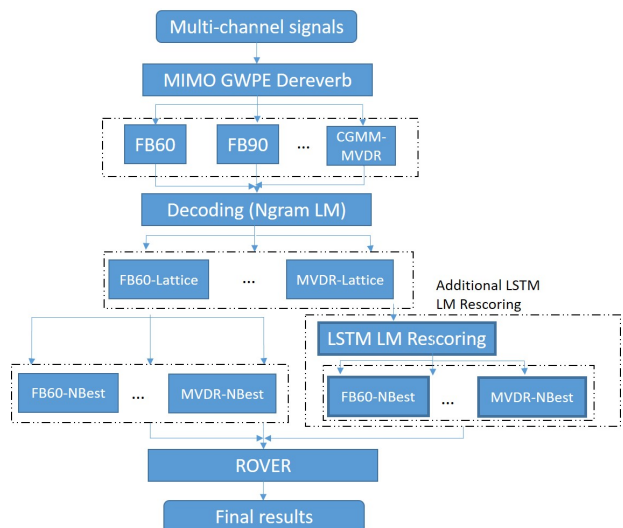 Multi-channel signals
MIMO GWPE Dereverb
FB60
FB90
...
CGMM-
MVDR
Decoding (Ngram LM)
FB60-Lattice
...
MVDR-Lattice
Additional LSTM
LM Rescoring
LSTM LM Rescoring
FB60-NBest
...
MVDR-NBest
FB60-NBest
...
MVDR-NBest
ROVER
Final results